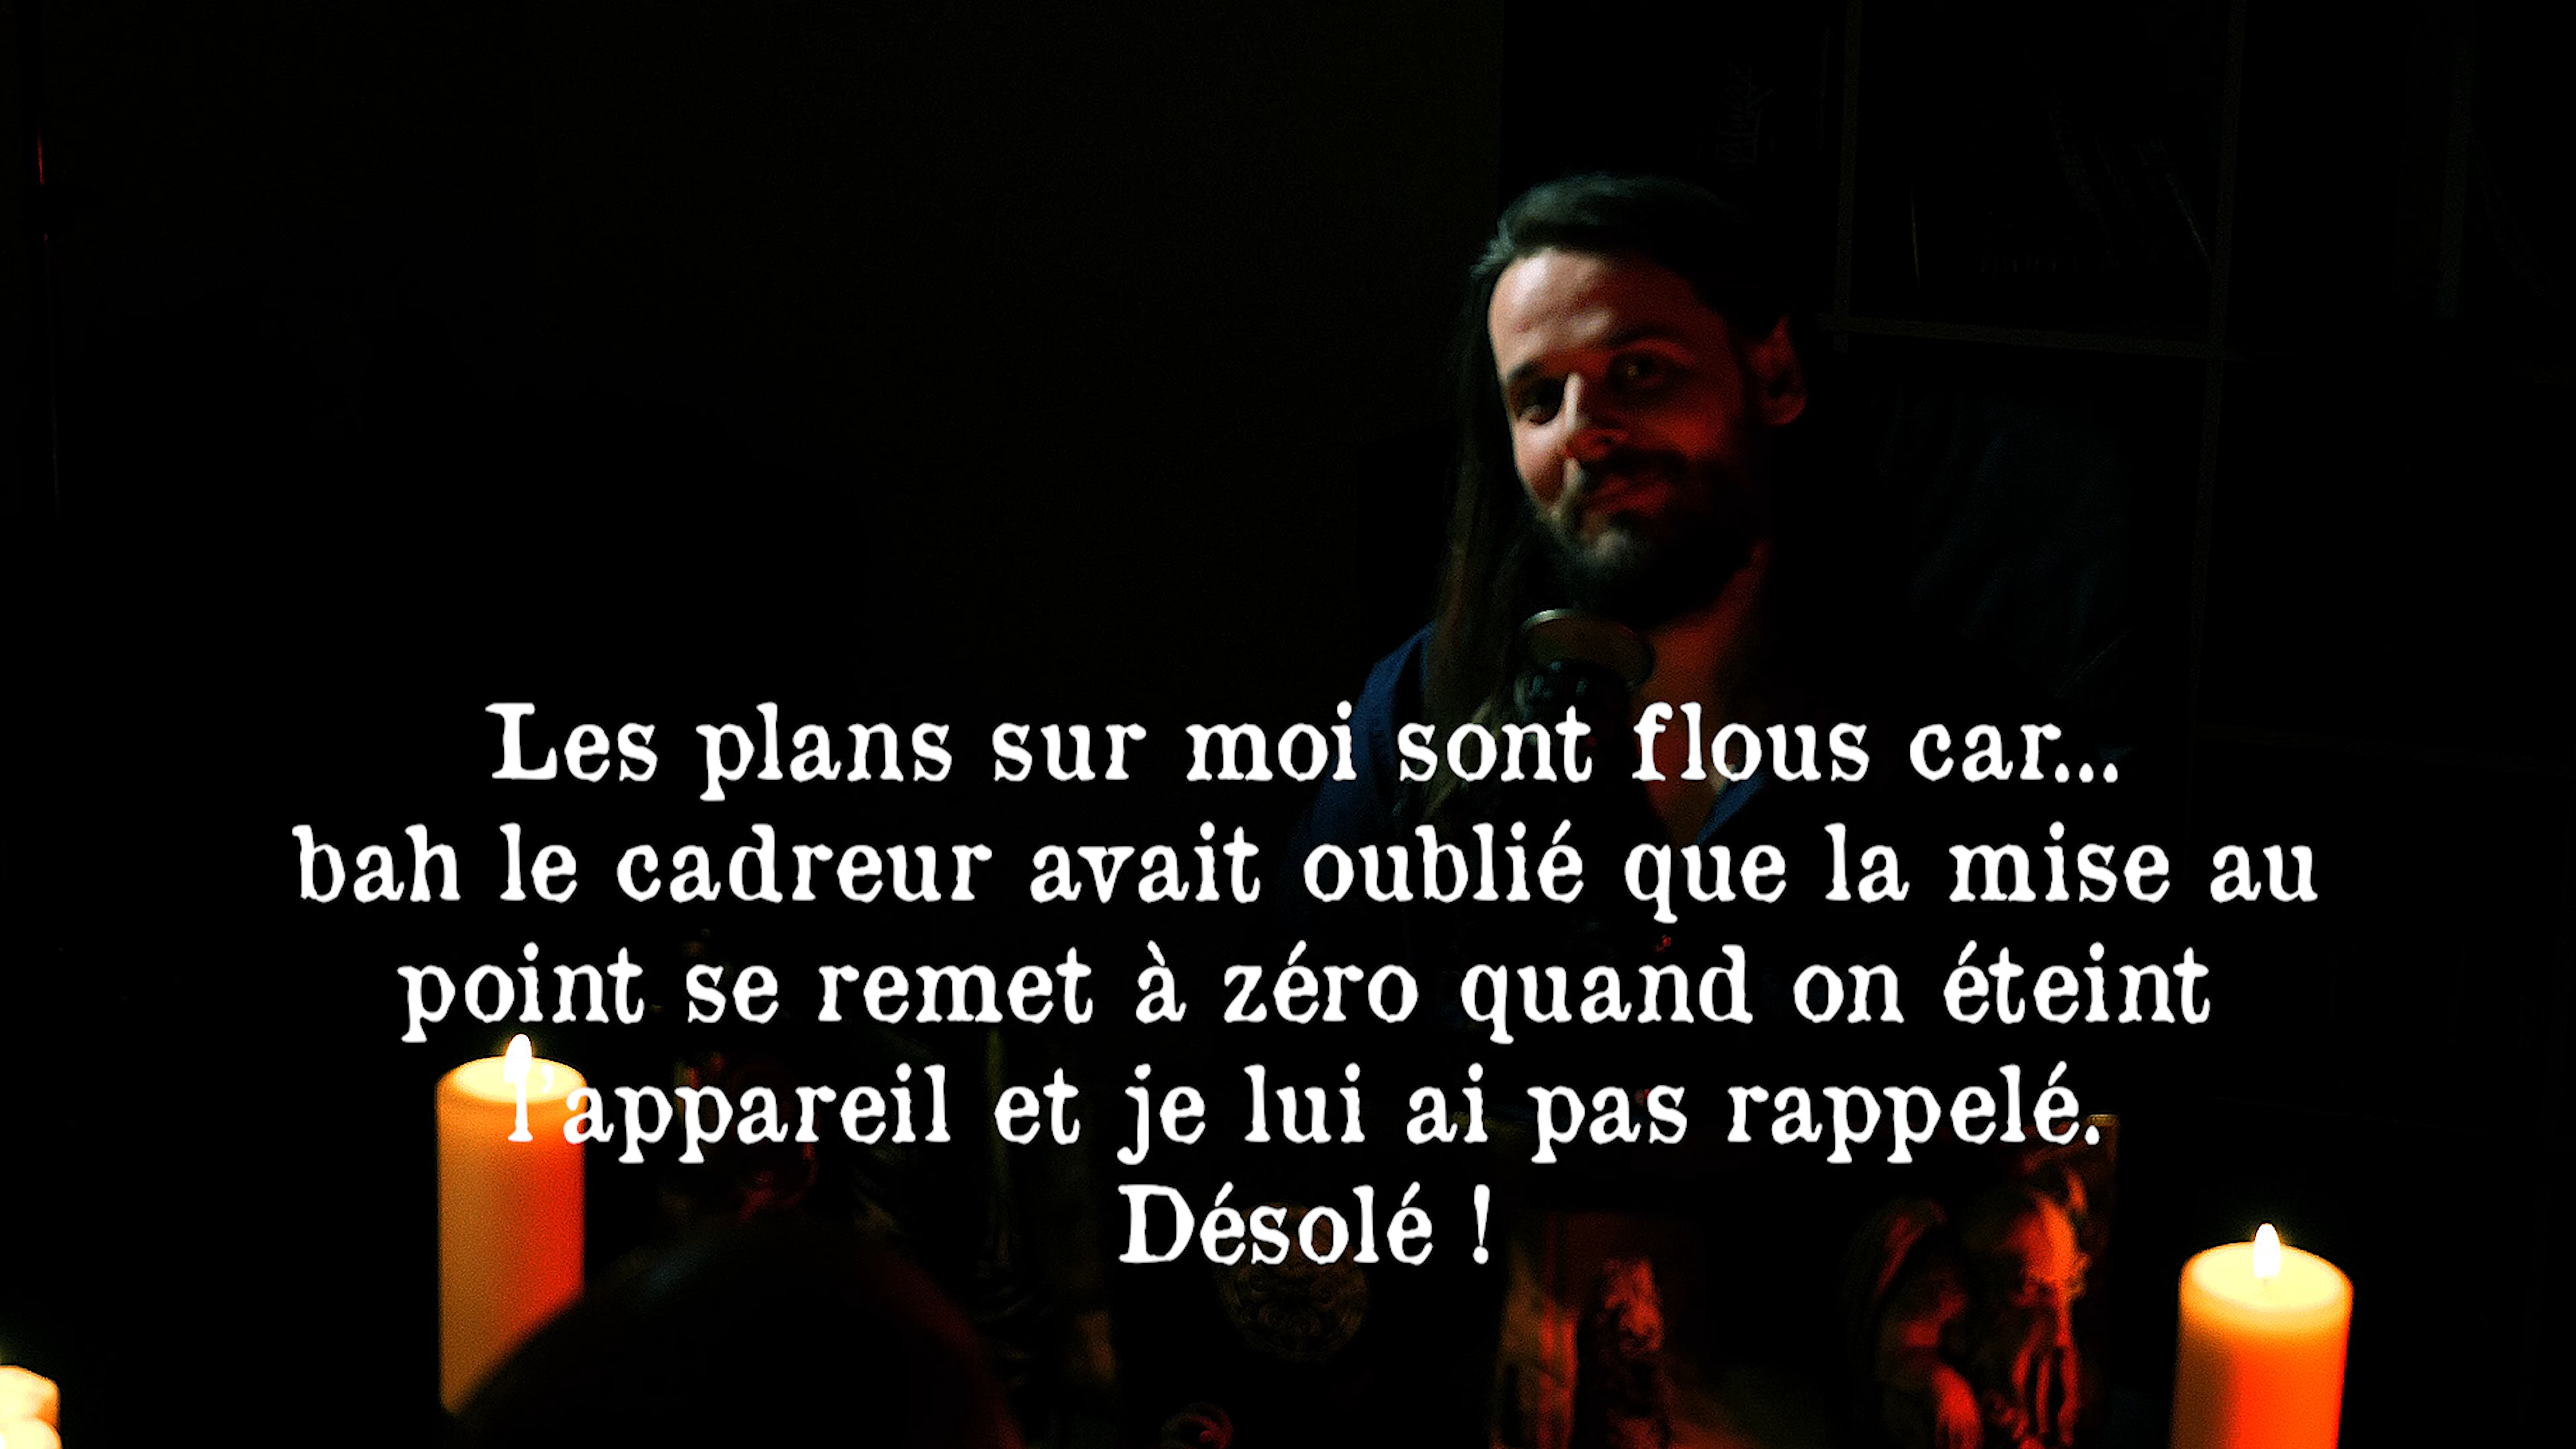 Les plans sur moi sont flous car...
bah le cadreur avait oublié que la mise au
point se remet à zéro quand on éteint
l'appareil et je lui ai pas rappelé.
Désolé !